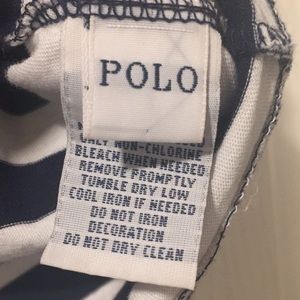 POLO
ONLY NON-CHLORINE
BLEACH WHEN NEEDED
REMOVE PROMPTLY
TUMBLE DRY LOW
COOL IRON IF NEEDED
DO NOT IRON
DECORATION
DO NOT DRY CLEAN